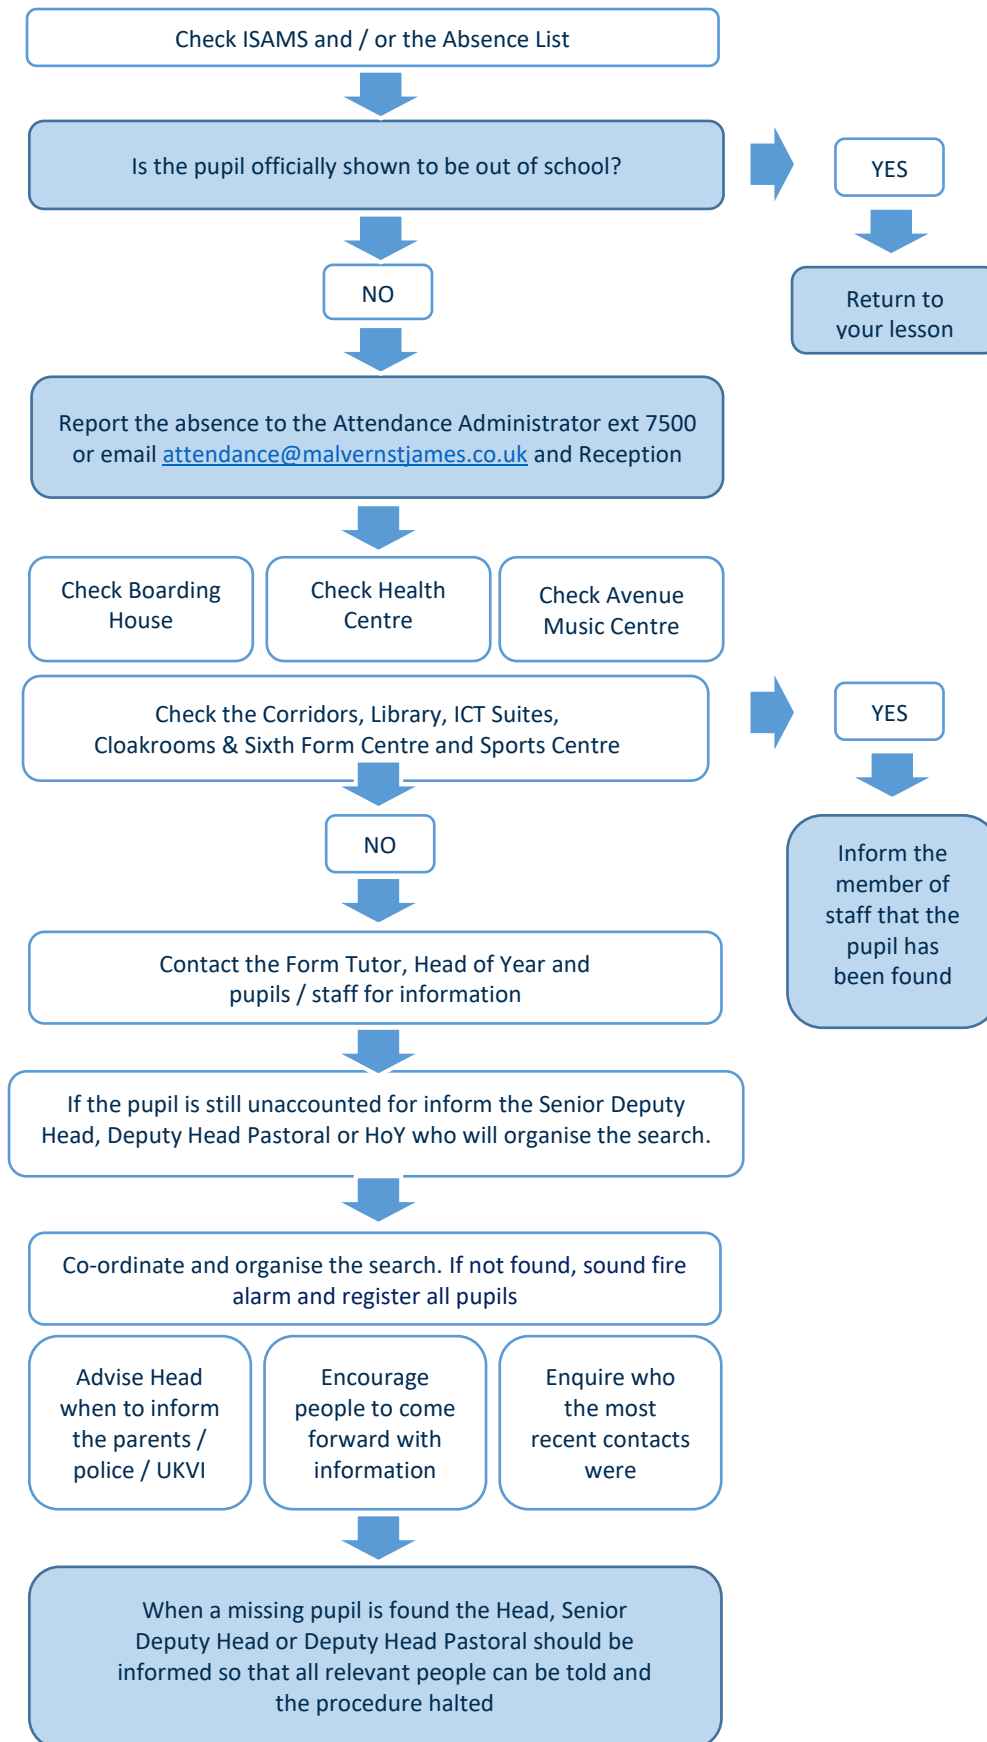 Check ISAMS and / or the Absence List
Is the pupil officially shown to be out of school?
YES
NO
Return to
your lesson
Report the absence to the Attendance Administrator ext 7500
or email attendance@malvernstjames.co.uk and Reception
Check Boarding
House
Check Health
Centre
Check Avenue
Music Centre
Check the Corridors, Library, ICT Suites,
Cloakrooms & Sixth Form Centre and Sports Centre
YES
NO
Inform the
member of
staff that the
pupil has
been found
Contact the Form Tutor, Head of Year and
pupils / staff for information
If the pupil is still unaccounted for inform the Senior Deputy
Head, Deputy Head Pastoral or HoY who will organise the search.
Co-ordinate and organise the search. If not found, sound fire
alarm and register all pupils
Advise Head
when to inform
the parents /
police / UKVI
Encourage
people to come
forward with
information
Enquire who
the most
recent contacts
were
When a missing pupil is found the Head, Senior
Deputy Head or Deputy Head Pastoral should be
informed so that all relevant people can be told and
the procedure halted